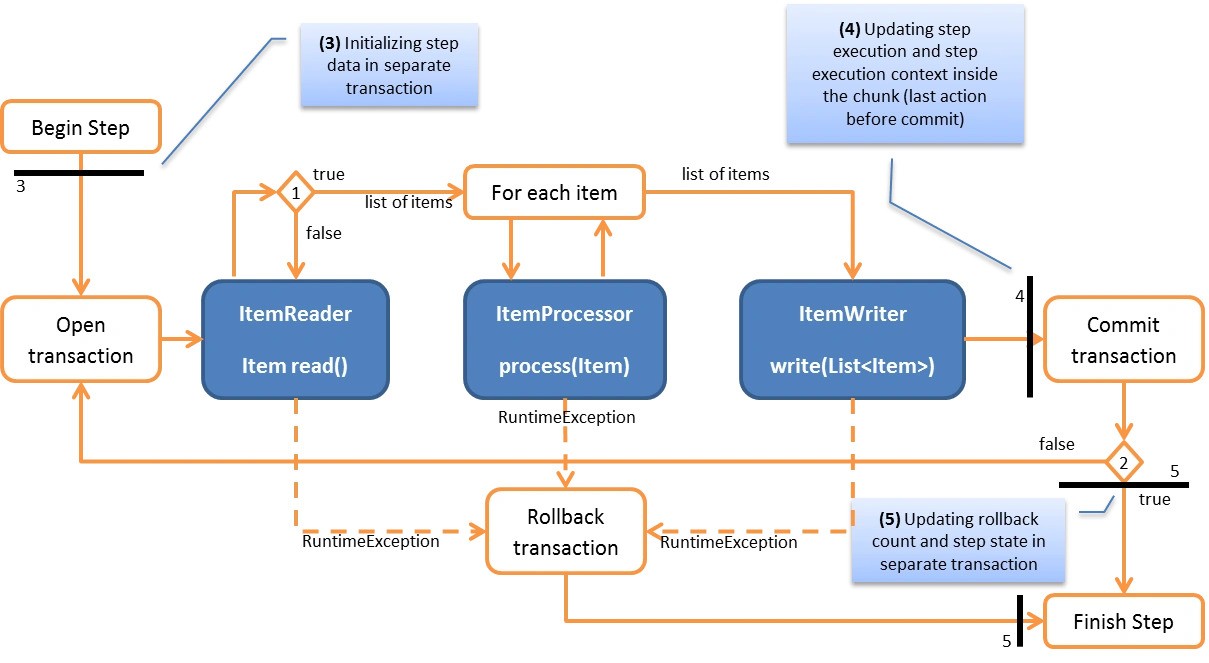 (3) Initializing step
data in separate
transaction
(4) Updating step
execution and step
execution context inside
the chunk (last action
before commit)
Begin Step
3
1
true
list of items
false
For each item
list of items
Open
transaction
ItemReader
Item read()
ItemProcessor
process(Item)
ItemWriter
write(List<Item>)
4
Commit
transaction
RuntimeException
false
2
5
true
Rollback
transaction
RuntimeException
RuntimeException
(5) Updating rollback
count and step state in
separate transaction
5
Finish Step